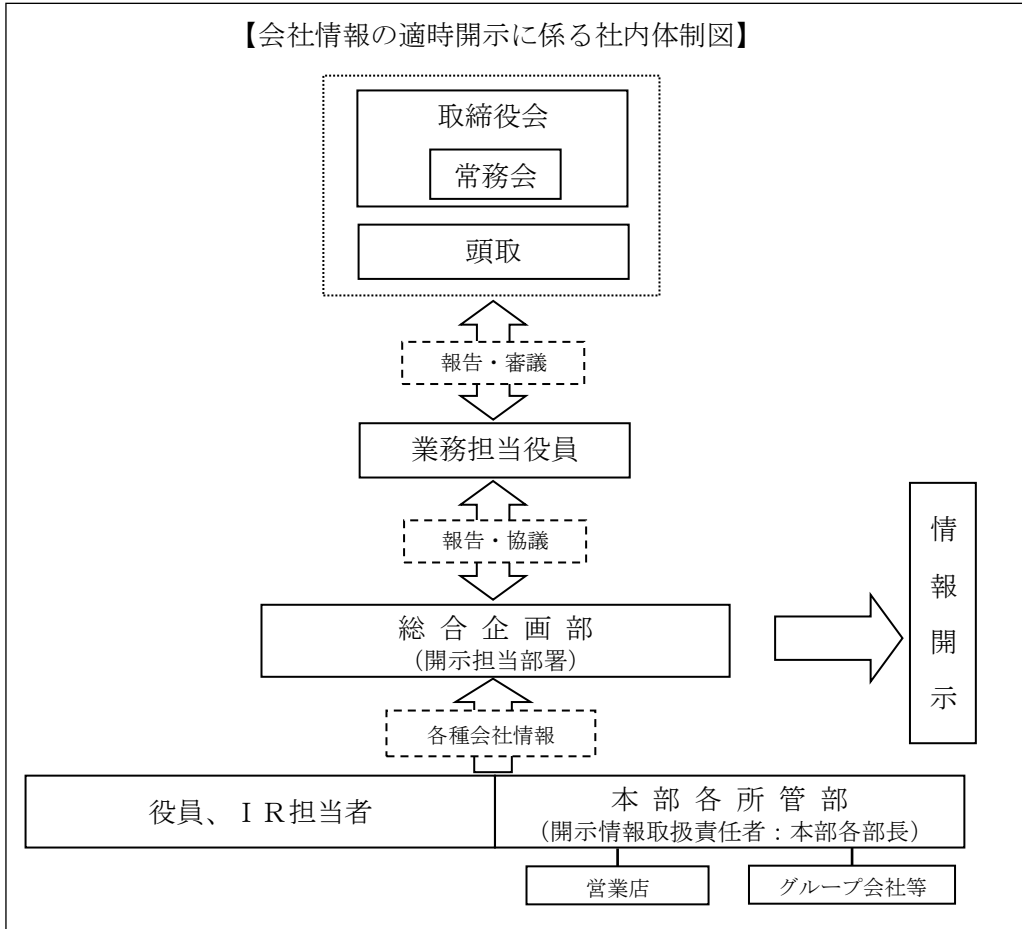 【会社情報の適時開示に係る社内体制図】
取締役会
常務会
頭取
報告・審議
業務担当役員
報告・協議
総合企画部
（開示担当部署）
情報開示
各種会社情報
役員、ＩＲ担当者
本部各所管部
（開示情報取扱責任者：本部各部長）
営業店
グループ会社等